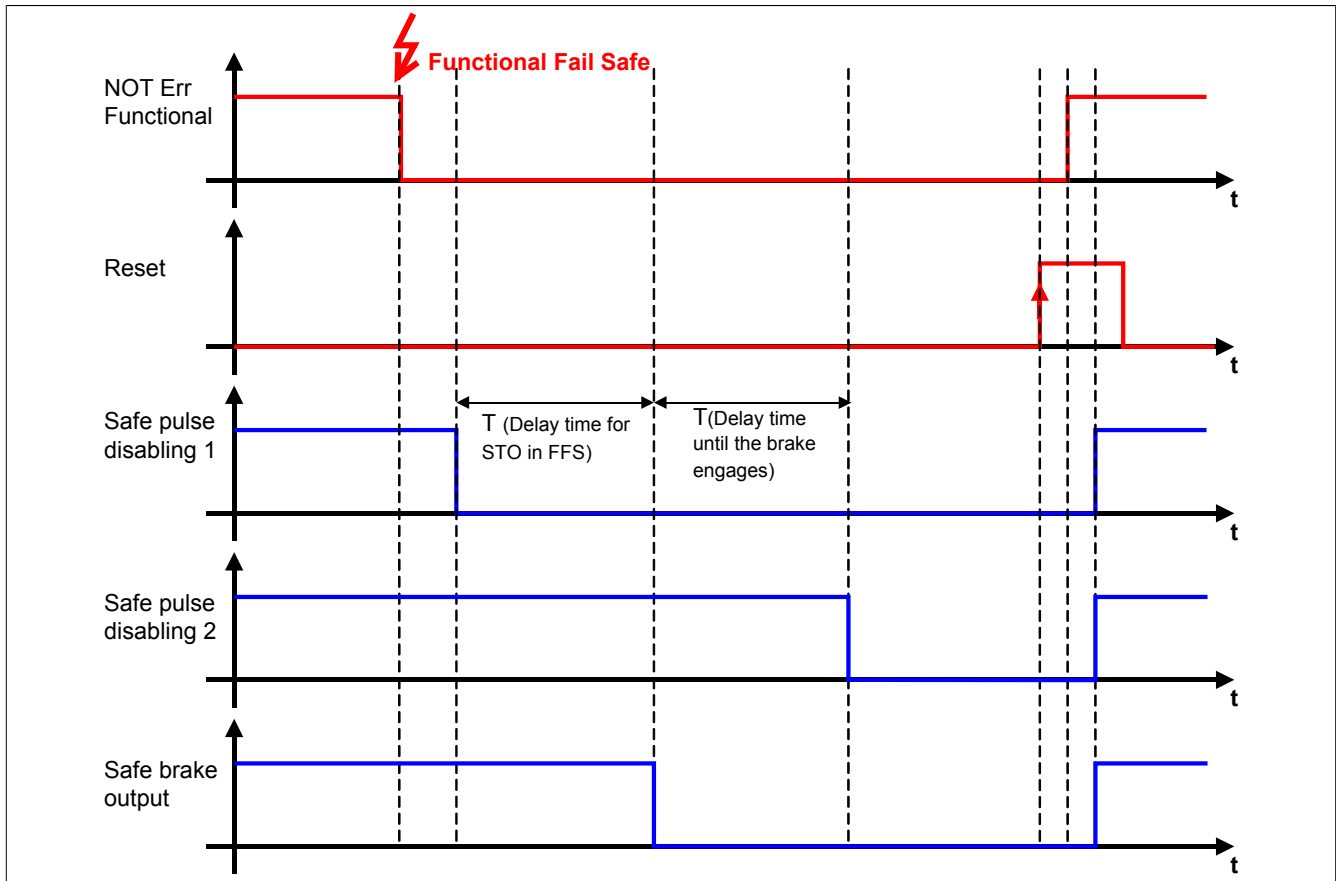 Functional Fail Safe
NOT Err
Functional
t
Reset
t
Safe pulse
disabling 1
T (Delay time for
STO in FFS)
T(Delay time
until the brake
engages)
t
Safe pulse
disabling 2
t
Safe brake
output
t